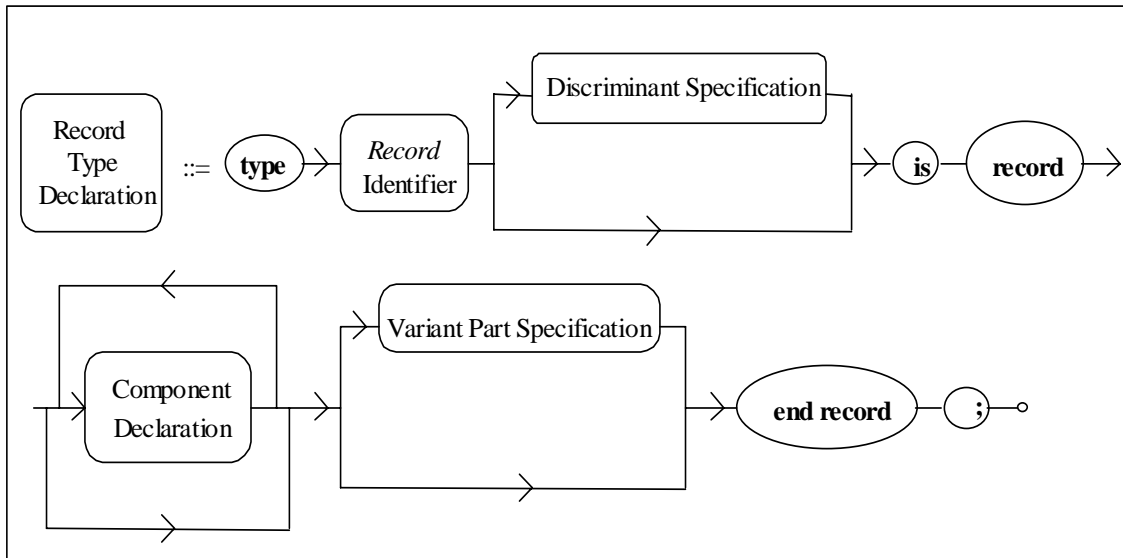 Record
Type
Declaration
::=
type
Record
Identifier
Discriminant Specification
is
record
Component
Declaration
Variant Part Specification
end record
;